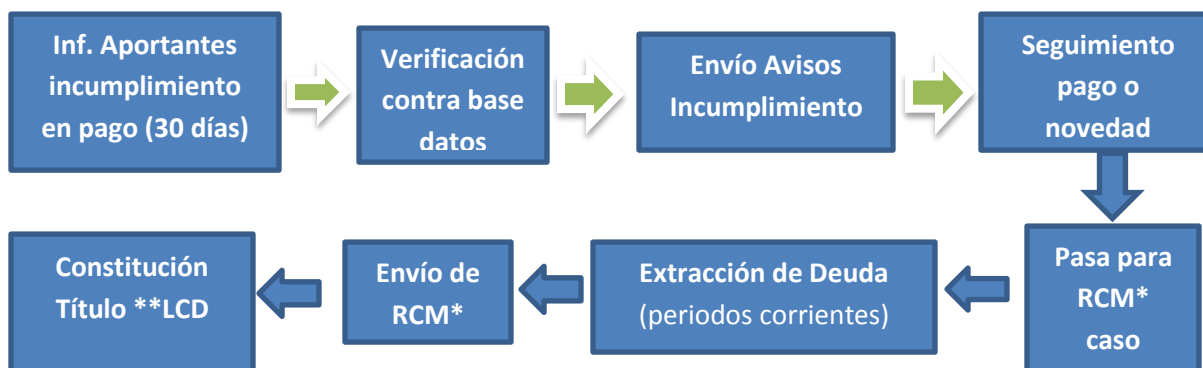 Inf. Aportantes
incumplimiento
en pago (30 días)
Verificación
contra base
datos
Envío Avisos
Incumplimiento
Seguimiento
pago o
novedad
Pasa para
RCM*
caso
Extracción de Deuda
(periodos corrientes)
Envío de
RCM*
Constitución
Título **LCD